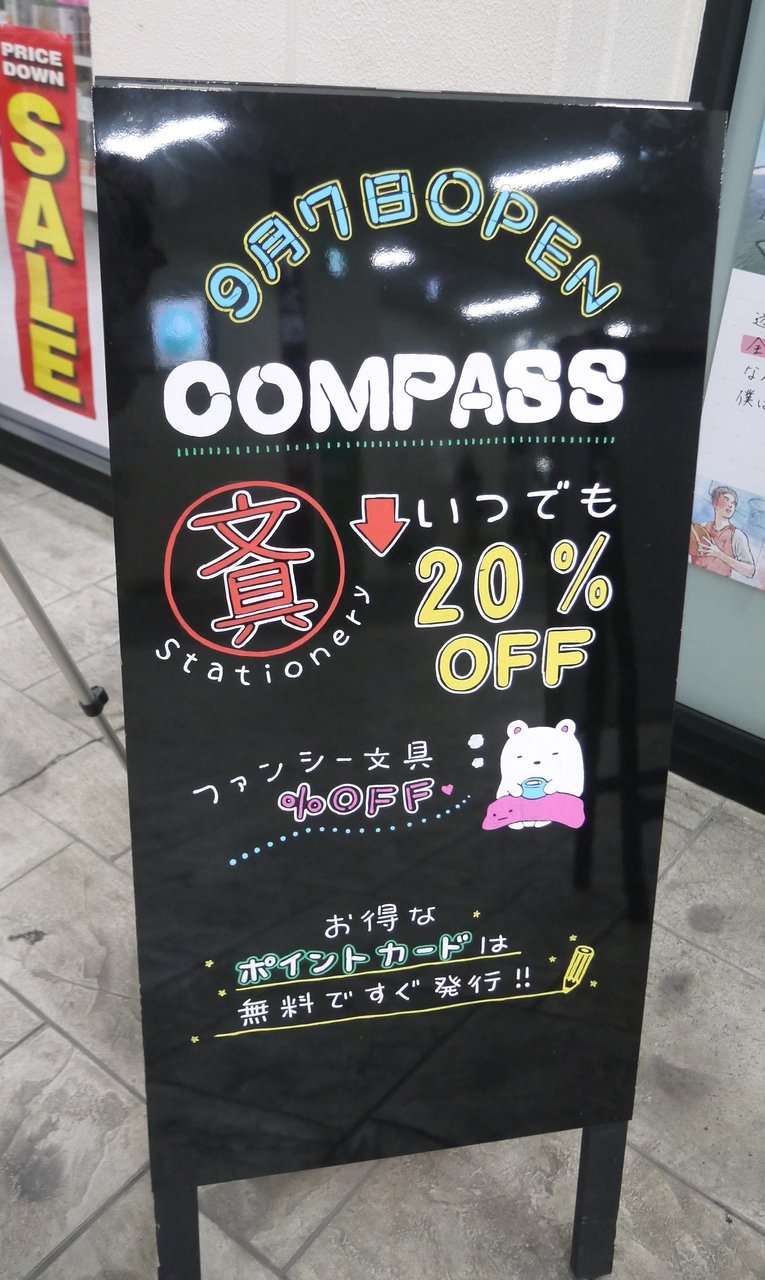 PRICE
DOWN
SALE
9月7日OPEN
COMPASS
文具
Stationery
いつでも
20%
OFF
ファンシー文具
%OFF
お得な
ポイントカードは
無料ですぐ発行!!
僕は